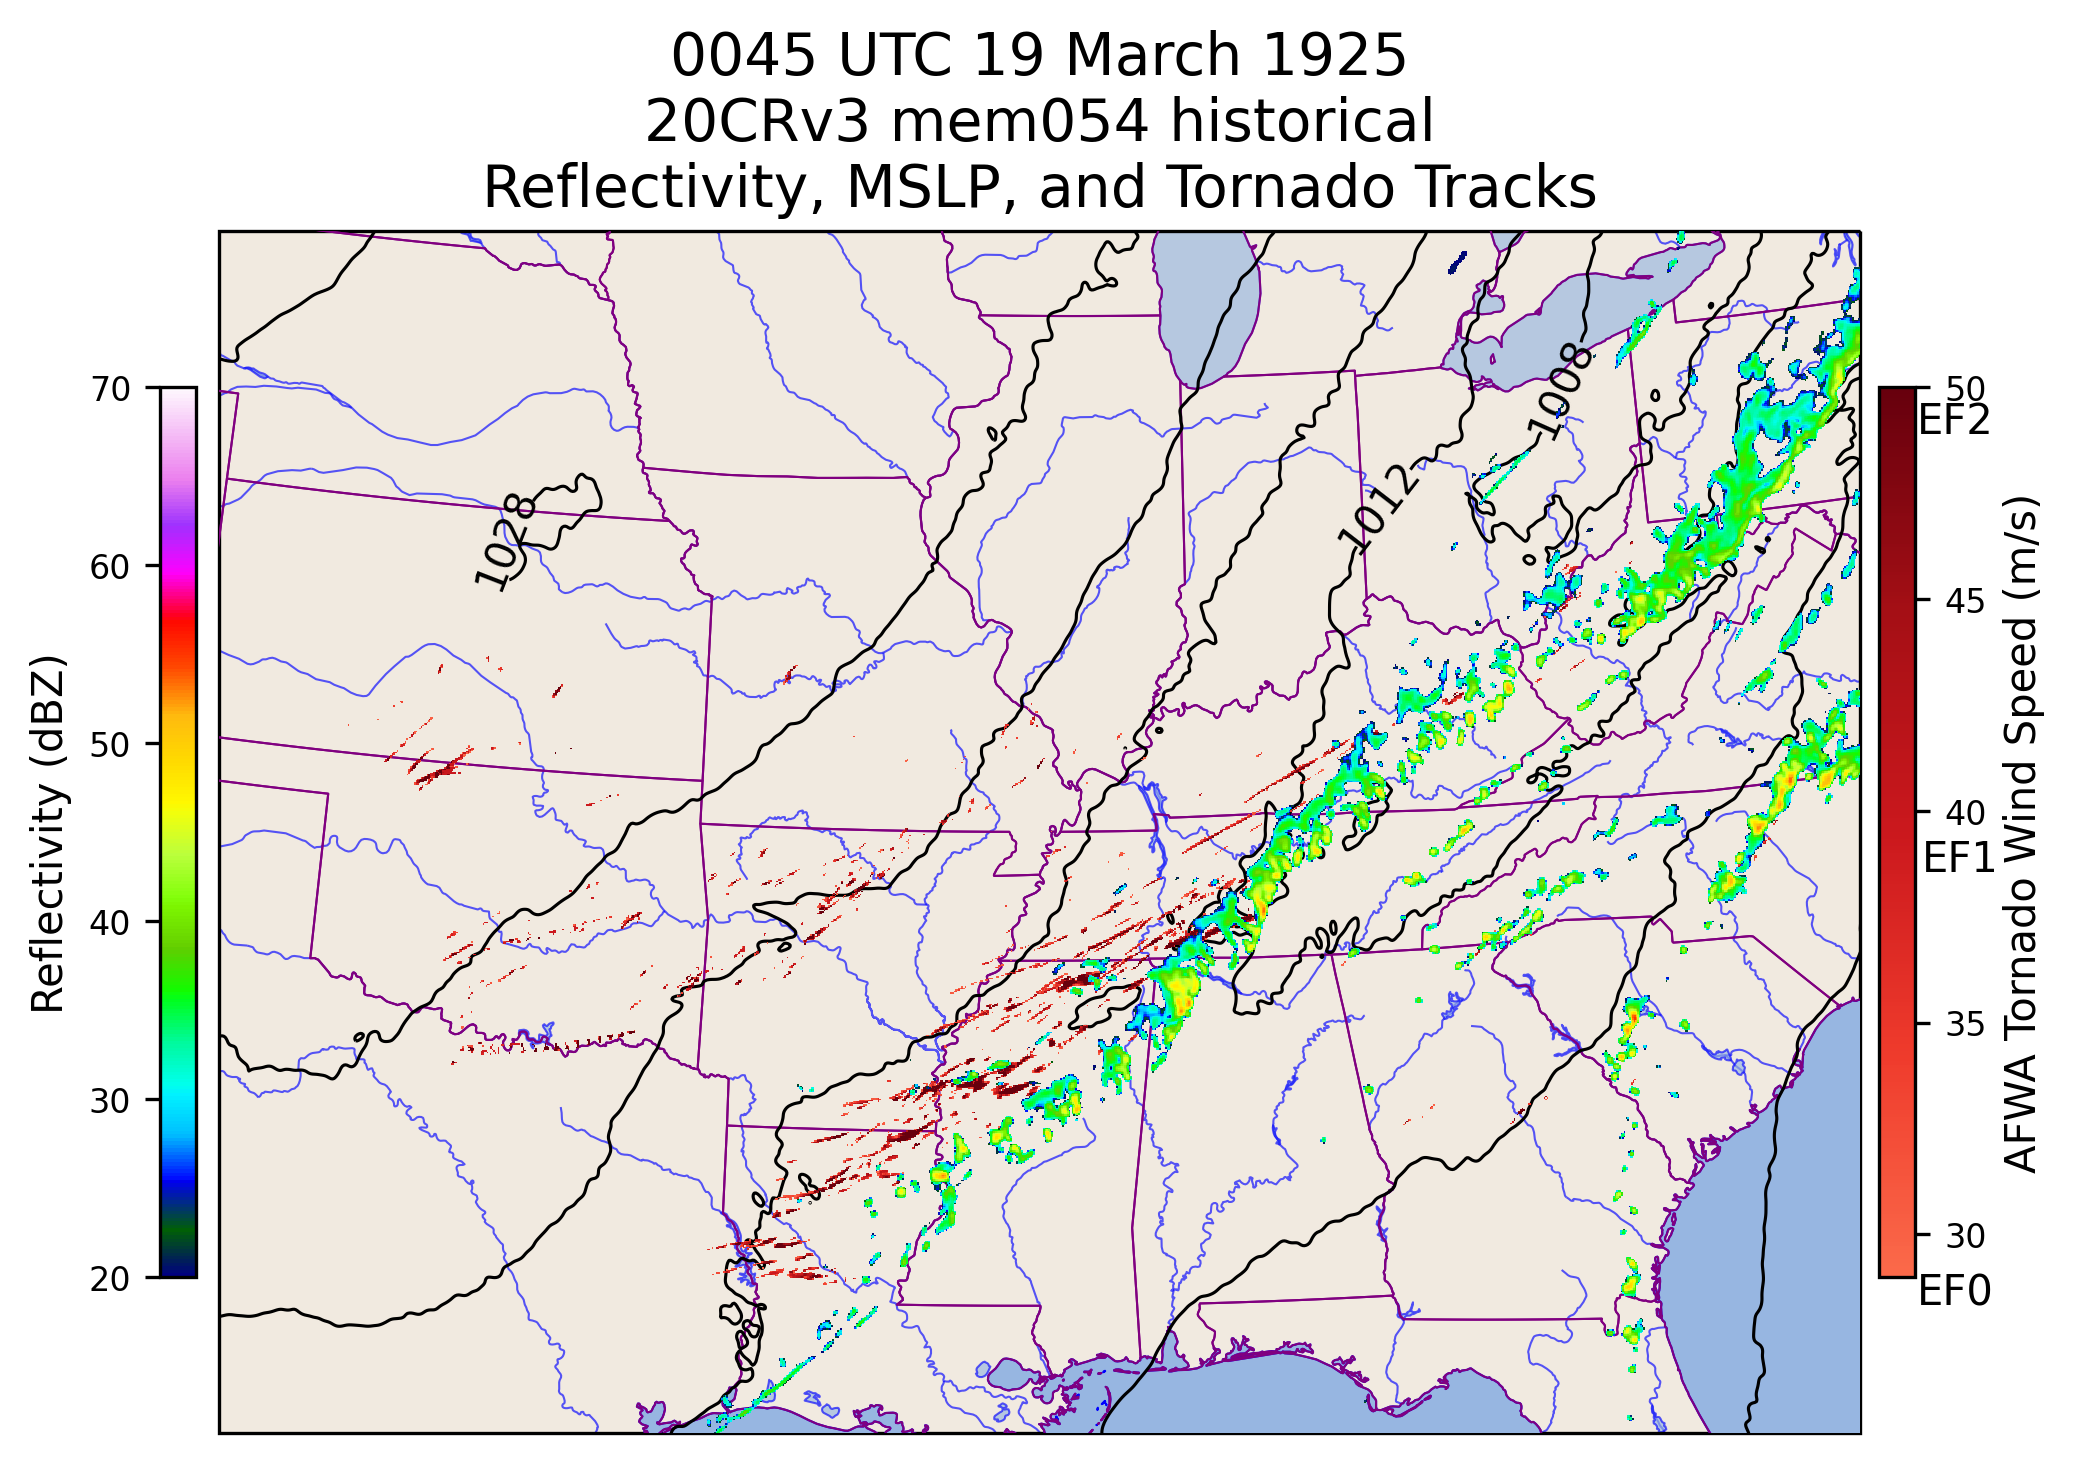 0045 UTC 19 March 1925
20CRv3 mem054 historical
Reflectivity, MSLP, and Tornado Tracks
70
60
50
40
30
20
Reflectivity (dBZ)
1028
1012
1008
50
EF2
45
40
EF1
35
30
EF0
AFWA Tornado Wind Speed (m/s)